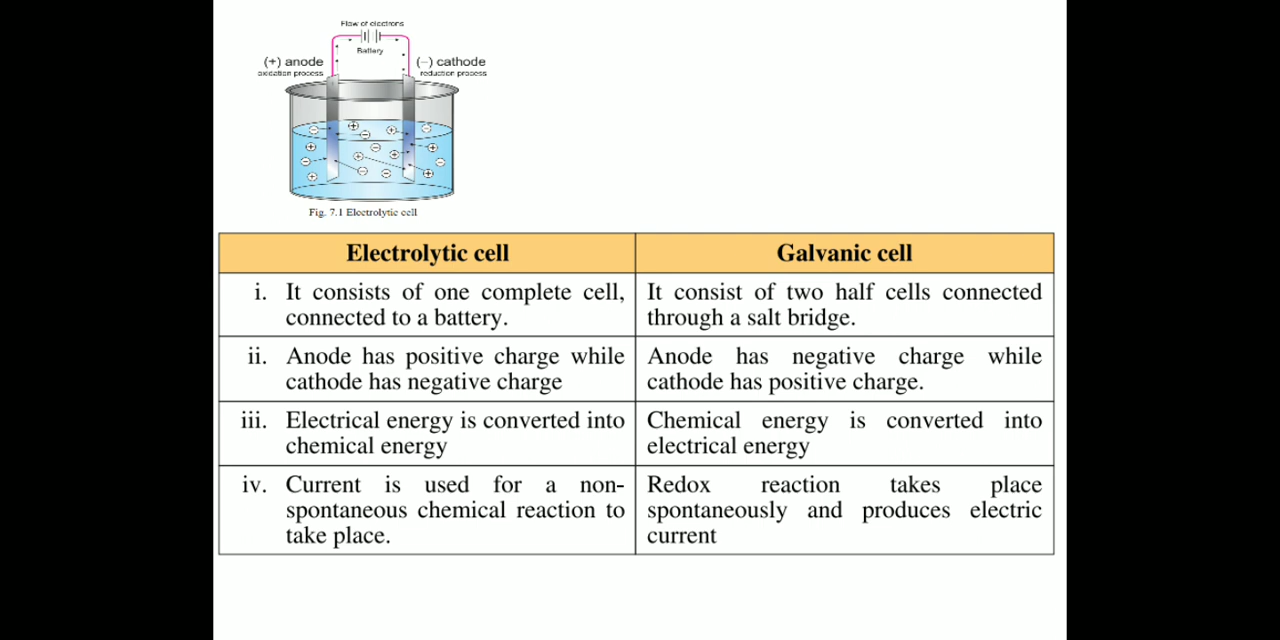 Flow of electrons
Battery
(+) anode
oxidation process
(−) cathode
reduction process
Fig. 7.1 Electrolytic cell
Electrolytic cell
Galvanic cell
i. It consists of one complete cell,
connected to a battery.
It consist of two half cells connected
through a salt bridge.
ii. Anode has positive charge while
cathode has negative charge
Anode has negative charge while
cathode has positive charge.
iii. Electrical energy is converted into
chemical energy
Chemical energy is converted into
electrical energy
iv. Current is used for a non-
spontaneous chemical reaction to
take place.
Redox reaction takes place
spontaneously and produces electric
current